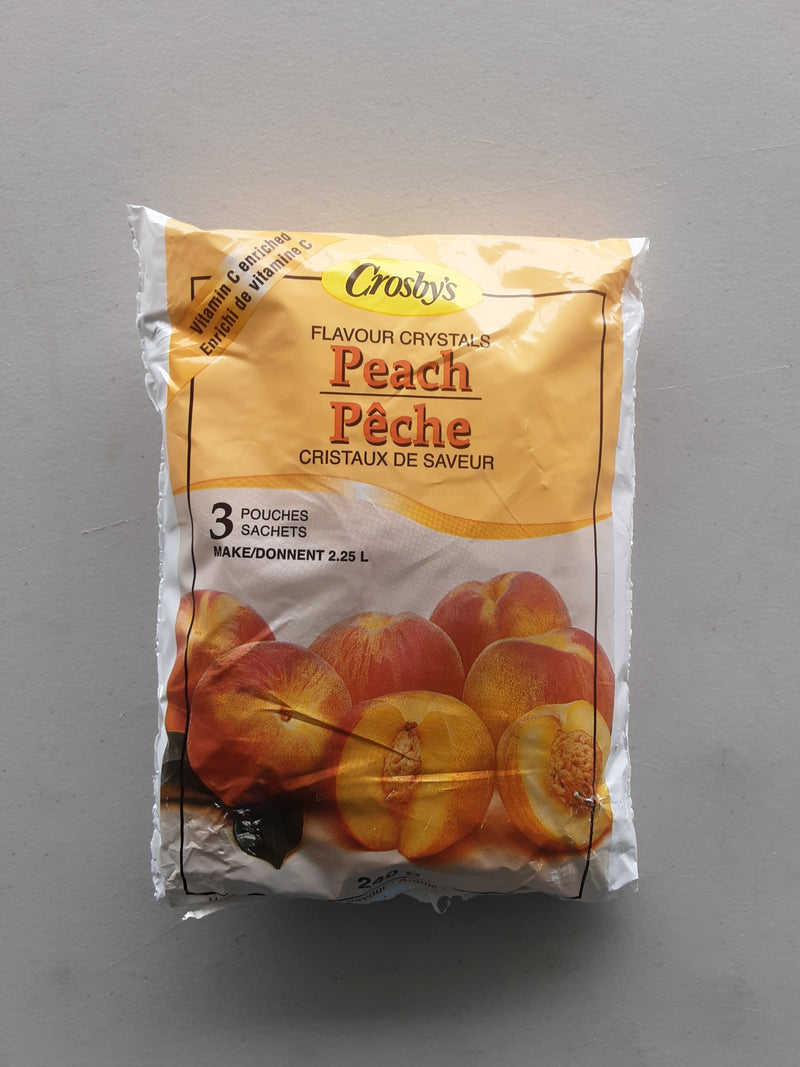 Vitamin C enriched
Enrichi de vitamine C
Crosby's
FLAVOUR CRYSTALS
Peach
Pêche
CRISTAUX DE SAVEUR
3 POUCHES
SACHETS
MAKE/DONNENT 2.25 L
240 g